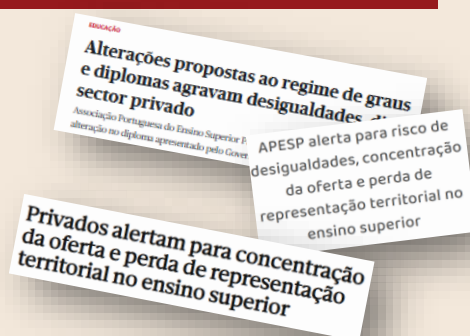 EDUCAÇÃO
Alterações propostas ao regime de graus
e diplomas agravam desigualdades,
sector privado
Associação Portuguesa do Ensino Superior
alteração no diploma apresentado pelo
APESP alerta para risco de
desigualdades, concentração
da oferta e perda de
representação territorial no
ensino superior
Privados alertam para concentração
da oferta e perda de representação
territorial no ensino superior